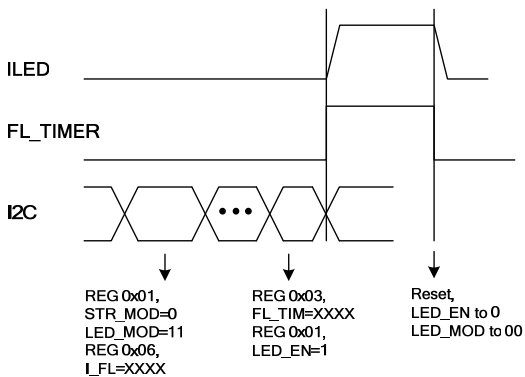 ILED
FL_TIMER
I2C
REG 0x01,
STR_MOD=0
LED_MOD=11
REG 0x06,
I_FL=XXXX
REG 0x03,
FL_TIM=XXXX
REG 0x01,
LED_EN=1
Reset,
LED_EN to 0
LED_MOD to 00